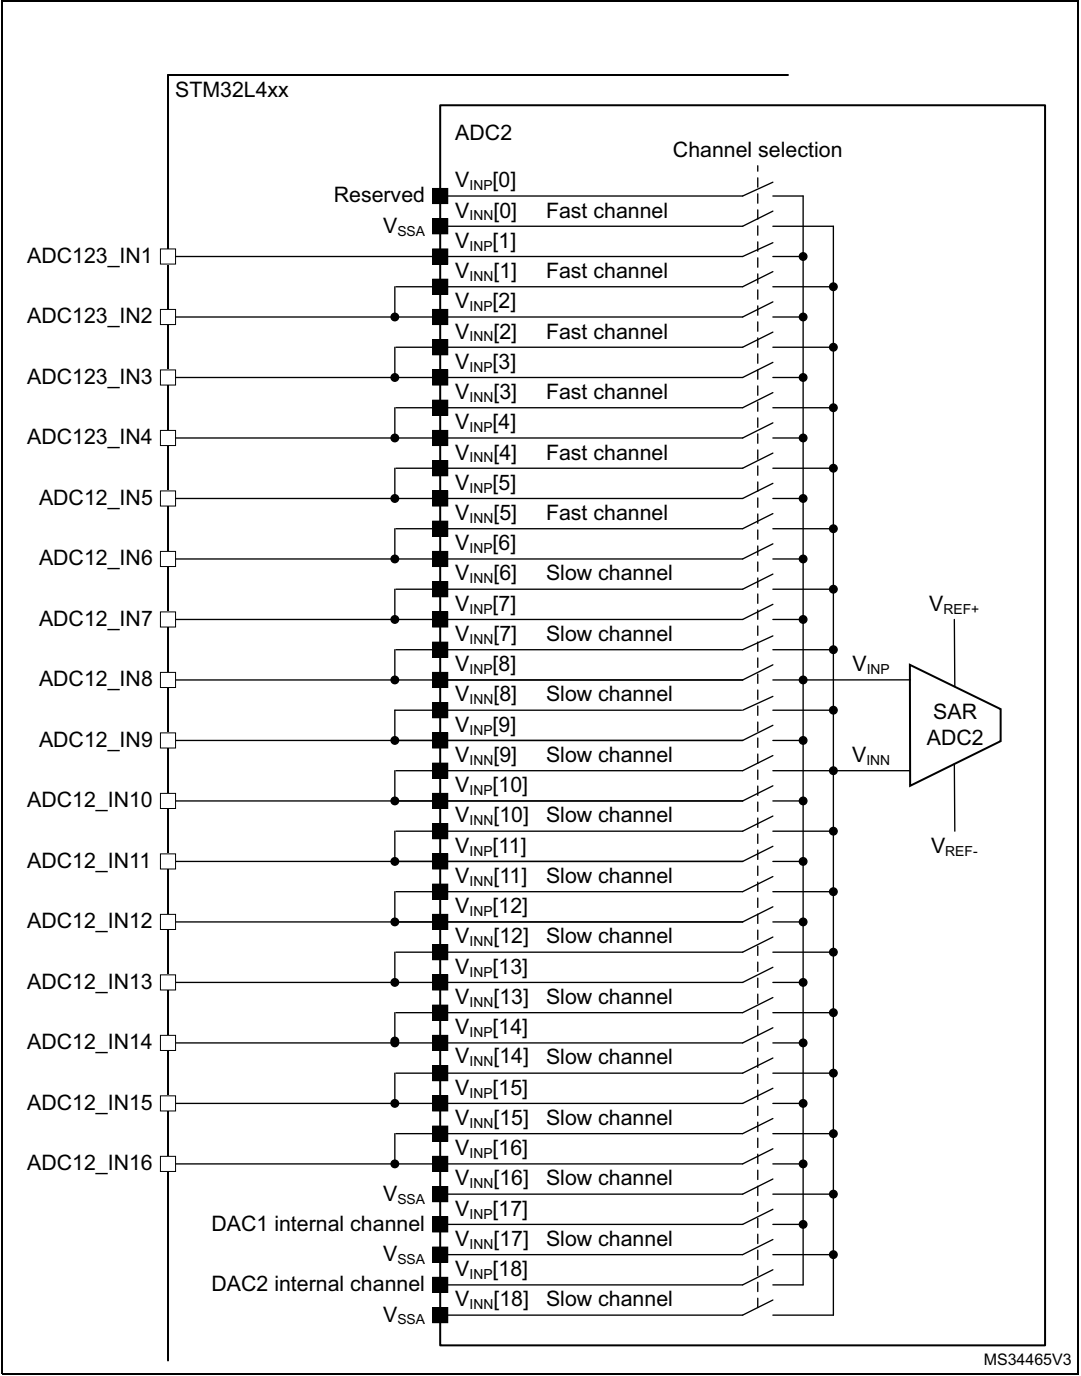 STM32L4xx
ADC2
Channel selection
Reserved
VINP[0]
VINN[0] Fast channel
VSSA
VINP[1]
ADC123_IN1
VINN[1] Fast channel
VINP[2]
ADC123_IN2
VINN[2] Fast channel
VINP[3]
ADC123_IN3
VINN[3] Fast channel
VINP[4]
ADC123_IN4
VINN[4] Fast channel
VINP[5]
ADC12_IN5
VINN[5] Fast channel
VINP[6]
ADC12_IN6
VINN[6] Slow channel
VINP[7]
ADC12_IN7
VINN[7] Slow channel
VINP[8]
ADC12_IN8
VINN[8] Slow channel
VINP[9]
ADC12_IN9
VINN[9] Slow channel
VINP[10]
ADC12_IN10
VINN[10] Slow channel
VINP[11]
ADC12_IN11
VINN[11] Slow channel
VINP[12]
ADC12_IN12
VINN[12] Slow channel
VINP[13]
ADC12_IN13
VINN[13] Slow channel
VINP[14]
ADC12_IN14
VINN[14] Slow channel
VINP[15]
ADC12_IN15
VINN[15] Slow channel
VINP[16]
ADC12_IN16
VINN[16] Slow channel
VSSA
VINP[17]
DAC1 internal channel
VINN[17] Slow channel
VSSA
VINP[18]
DAC2 internal channel
VINN[18] Slow channel
VSSA
VREF+
VINP
SAR
ADC2
VINN
VREF-
MS34465V3